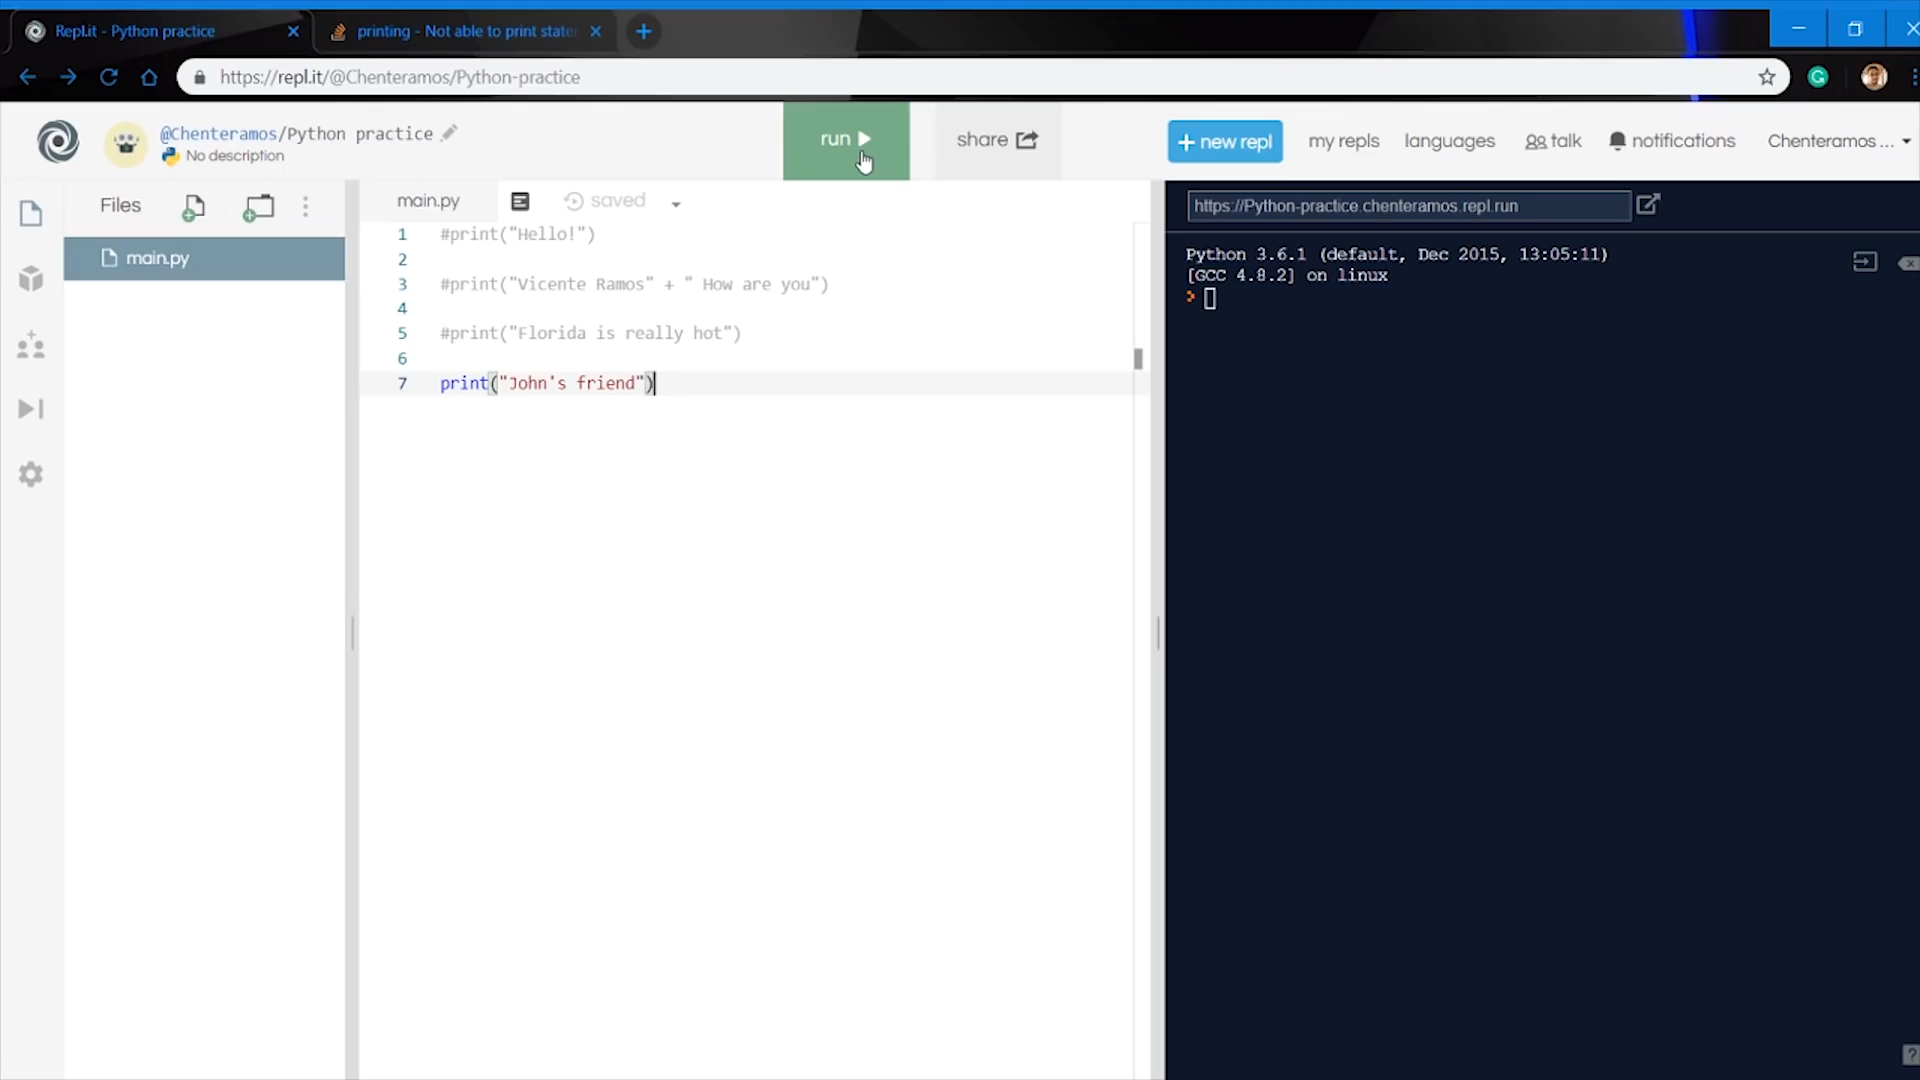 Repl.it - Python practice
printing - Not able to print state
https://repl.it/@Chenteramos/Python-practice
@Chenteramos/Python practice
No description
run
share
+ new repl
my repls
languages
talk
notifications
Chenteramos ...
Files
main.py
main.py
saved
1 #print("Hello!")
2
3 #print("Vicente Ramos" + " How are you")
4
5 #print("Florida is really hot")
6
7 print("John's friend")
https://Python-practice.chenteramos.repl.run
Python 3.6.1 (default, Dec 2015, 13:05:11)
[GCC 4.8.2] on linux